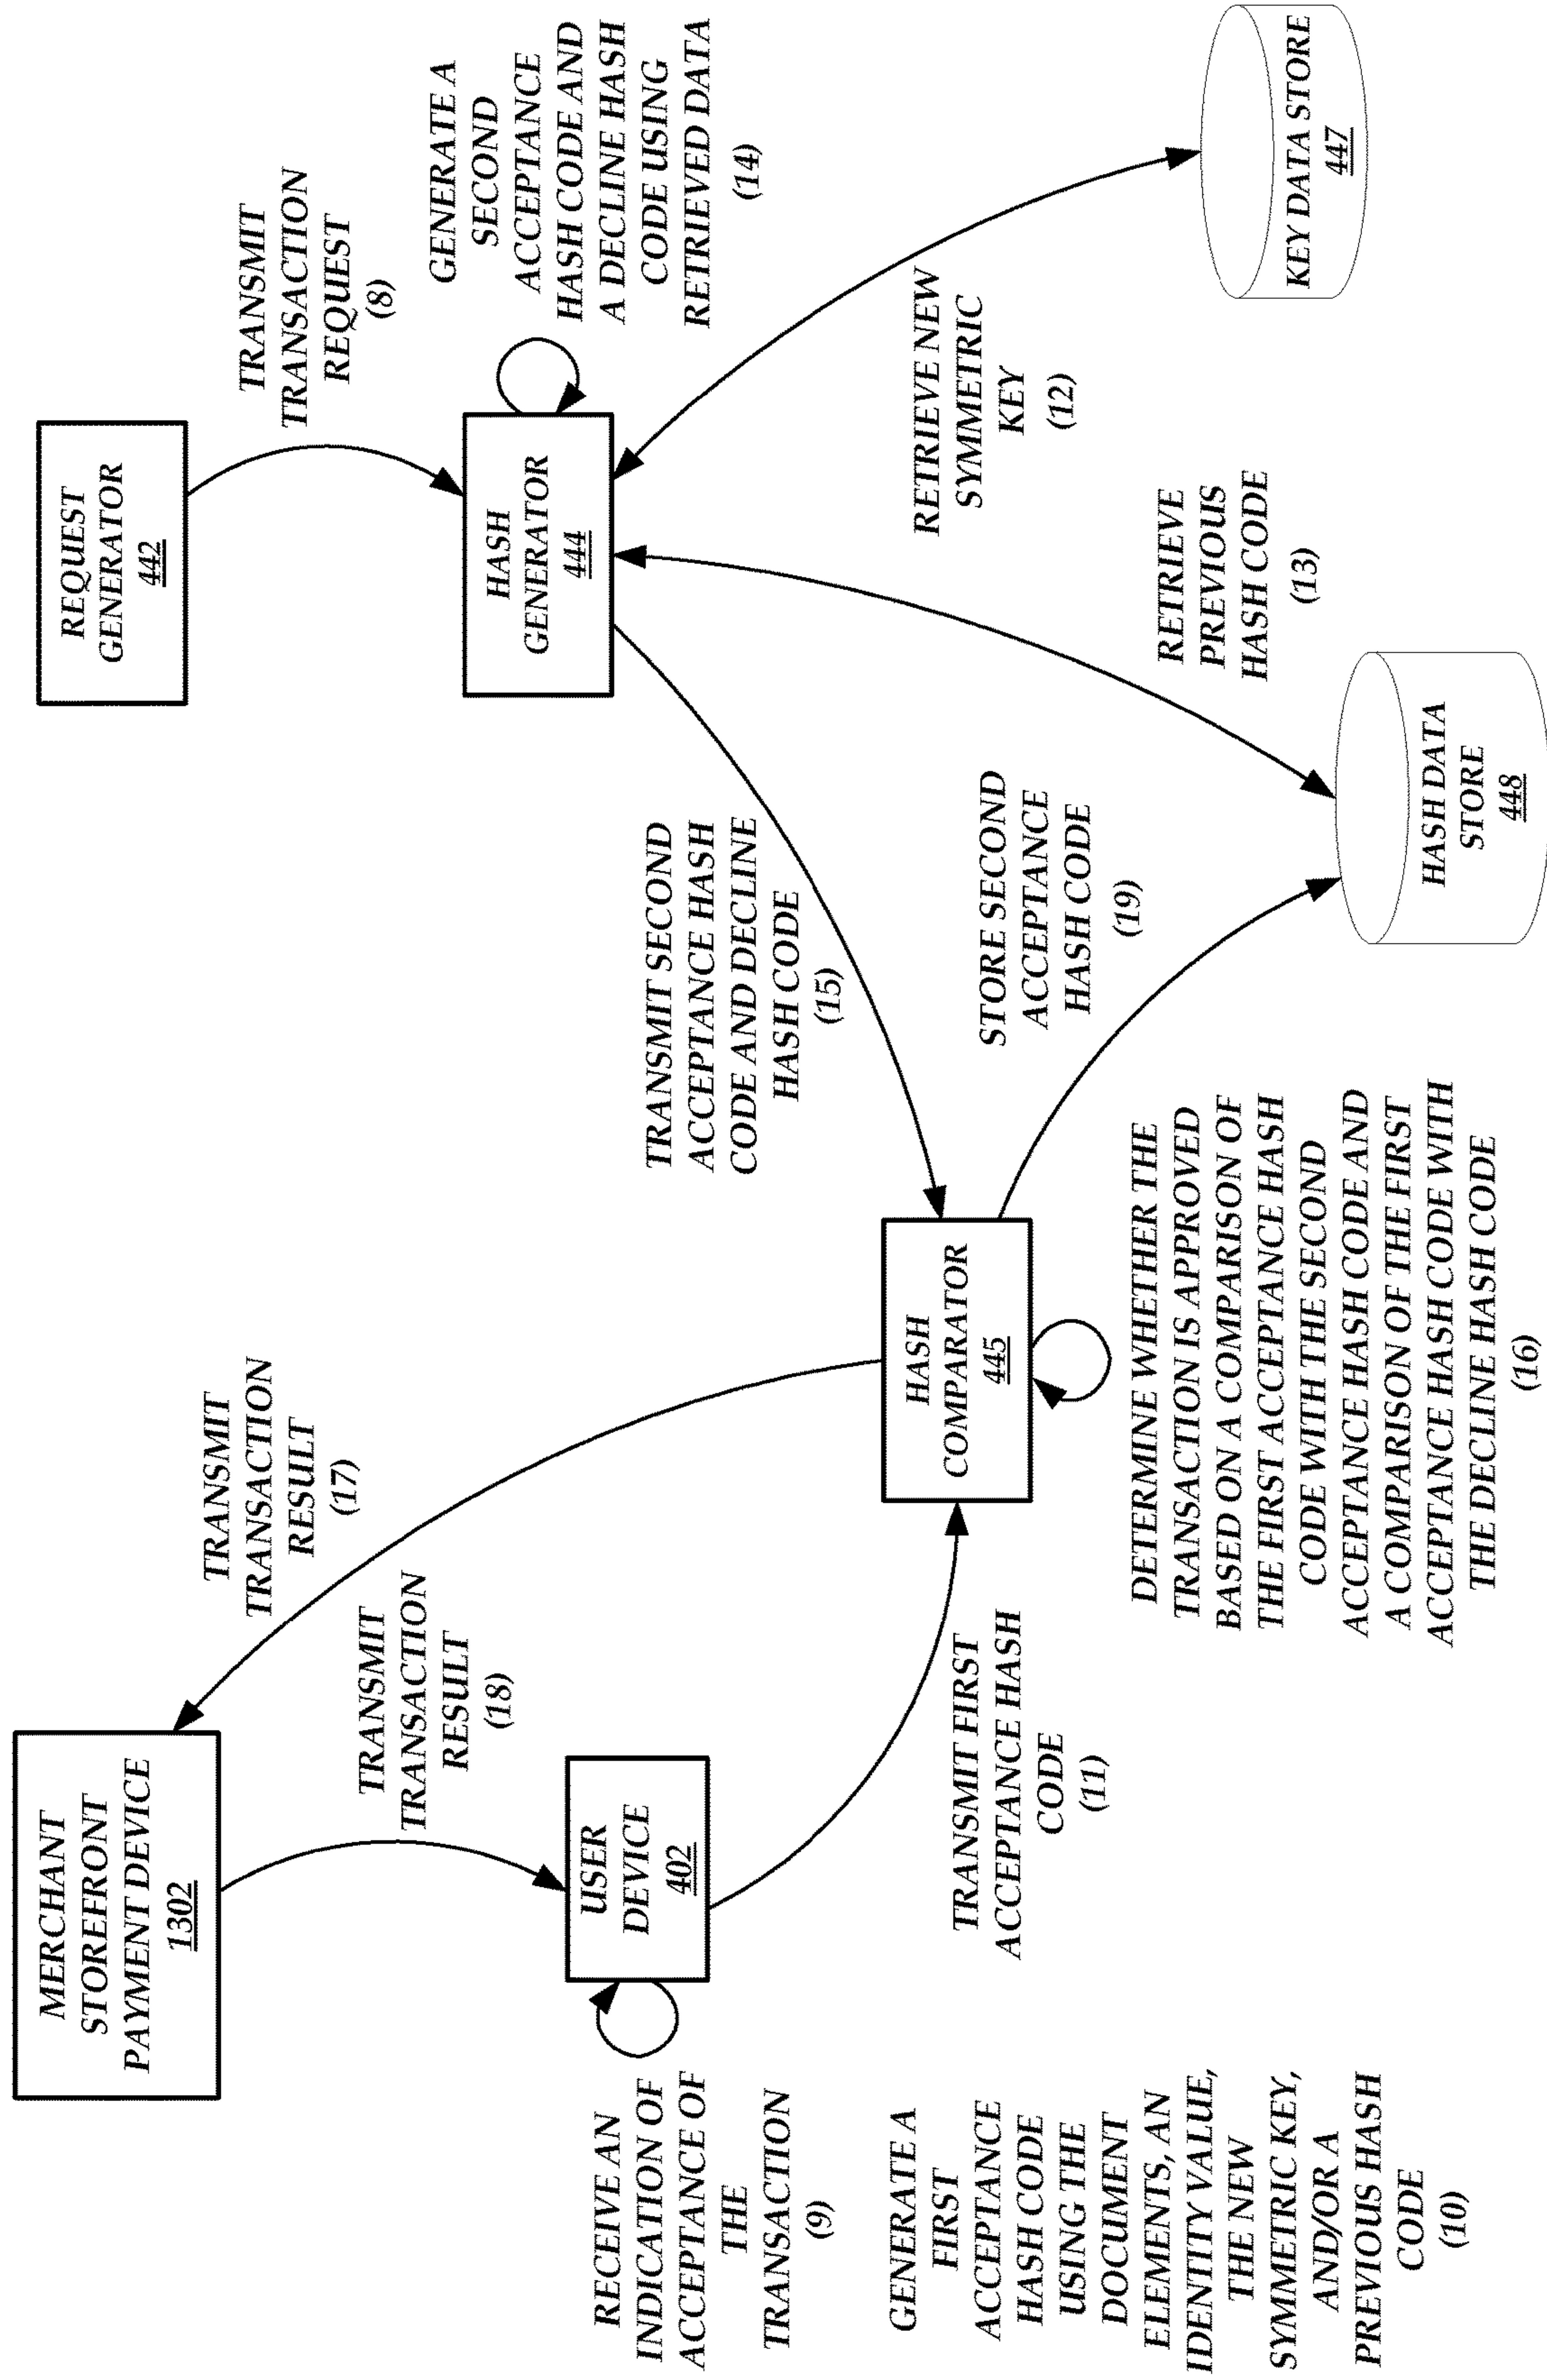 MERCHANT
STOREFRONT
PAYMENT DEVICE
1302
TRANSMIT
TRANSACTION
RESULT
(17)
REQUEST
GENERATOR
442
TRANSMIT
TRANSACTION
REQUEST
(8)
TRANSMIT
TRANSACTION
RESULT
(18)
HASH
GENERATOR
444
GENERATE A
SECOND
ACCEPTANCE
HASH CODE AND
A DECLINE HASH
CODE USING
RETRIEVED DATA
(14)
RECEIVE AN
INDICATION OF
ACCEPTANCE OF
THE
TRANSACTION
(9)
USER
DEVICE
402
TRANSMIT SECOND
ACCEPTANCE HASH
CODE AND DECLINE
HASH CODE
(15)
GENERATE A
FIRST
ACCEPTANCE
HASH CODE
USING THE
DOCUMENT
ELEMENTS, AN
IDENTITY VALUE,
THE NEW
SYMMETRIC KEY,
AND/OR A
PREVIOUS HASH
CODE
(10)
TRANSMIT FIRST
ACCEPTANCE HASH
CODE
(11)
HASH
COMPARATOR
445
STORE SECOND
ACCEPTANCE
HASH CODE
(19)
RETRIEVE NEW
SYMMETRIC
KEY
(12)
DETERMINE WHETHER THE
TRANSACTION IS APPROVED
BASED ON A COMPARISON OF
THE FIRST ACCEPTANCE HASH
CODE WITH THE SECOND
ACCEPTANCE HASH CODE AND
A COMPARISON OF THE FIRST
ACCEPTANCE HASH CODE WITH
THE DECLINE HASH CODE
(16)
RETRIEVE
PREVIOUS
HASH CODE
(13)
HASH DATA
STORE
448
KEY DATA STORE
447